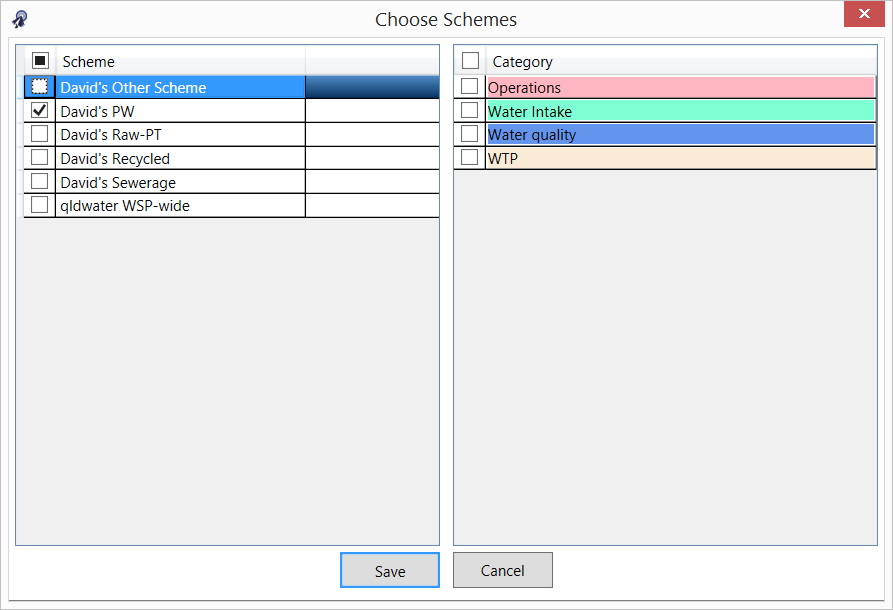 Choose Schemes
Scheme
David's Other Scheme
David's PW
David's Raw-PT
David's Recycled
David's Sewerage
qldwater WSP-wide
Category
Operations
Water Intake
Water quality
WTP
Save
Cancel